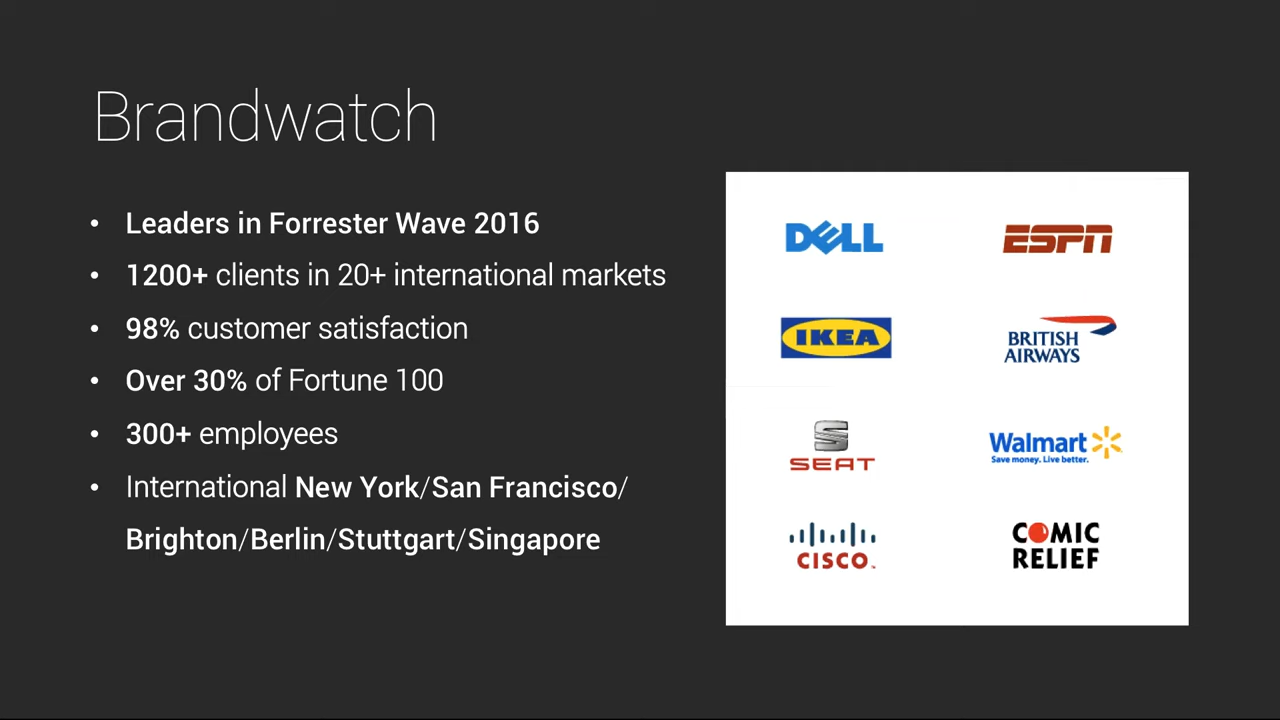 Brandwatch
• Leaders in Forrester Wave 2016
• 1200+ clients in 20+ international markets
• 98% customer satisfaction
• Over 30% of Fortune 100
• 300+ employees
• International New York/San Francisco/
Brighton/Berlin/Stuttgart/Singapore
DELL
ESPN
IKEA
BRITISH
AIRWAYS
SEAT
Walmart
Save money. Live better.
CISCO™
COMIC
RELIEF